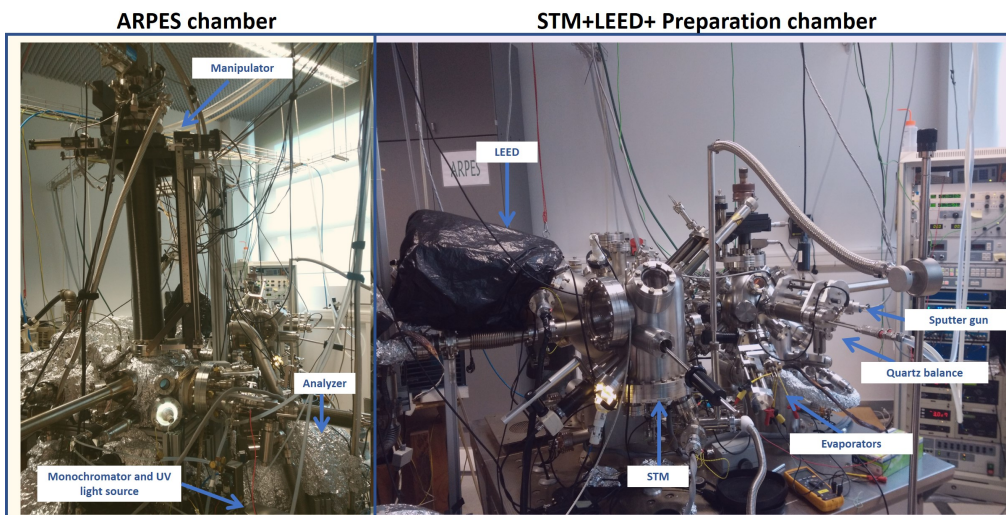 ARPES chamber
STM+LEED+ Preparation chamber
Manipulator
LEED
ARPES
Sputter gun
Quartz balance
Analyzer
Evaporators
Monochromator and UV
light source
STM